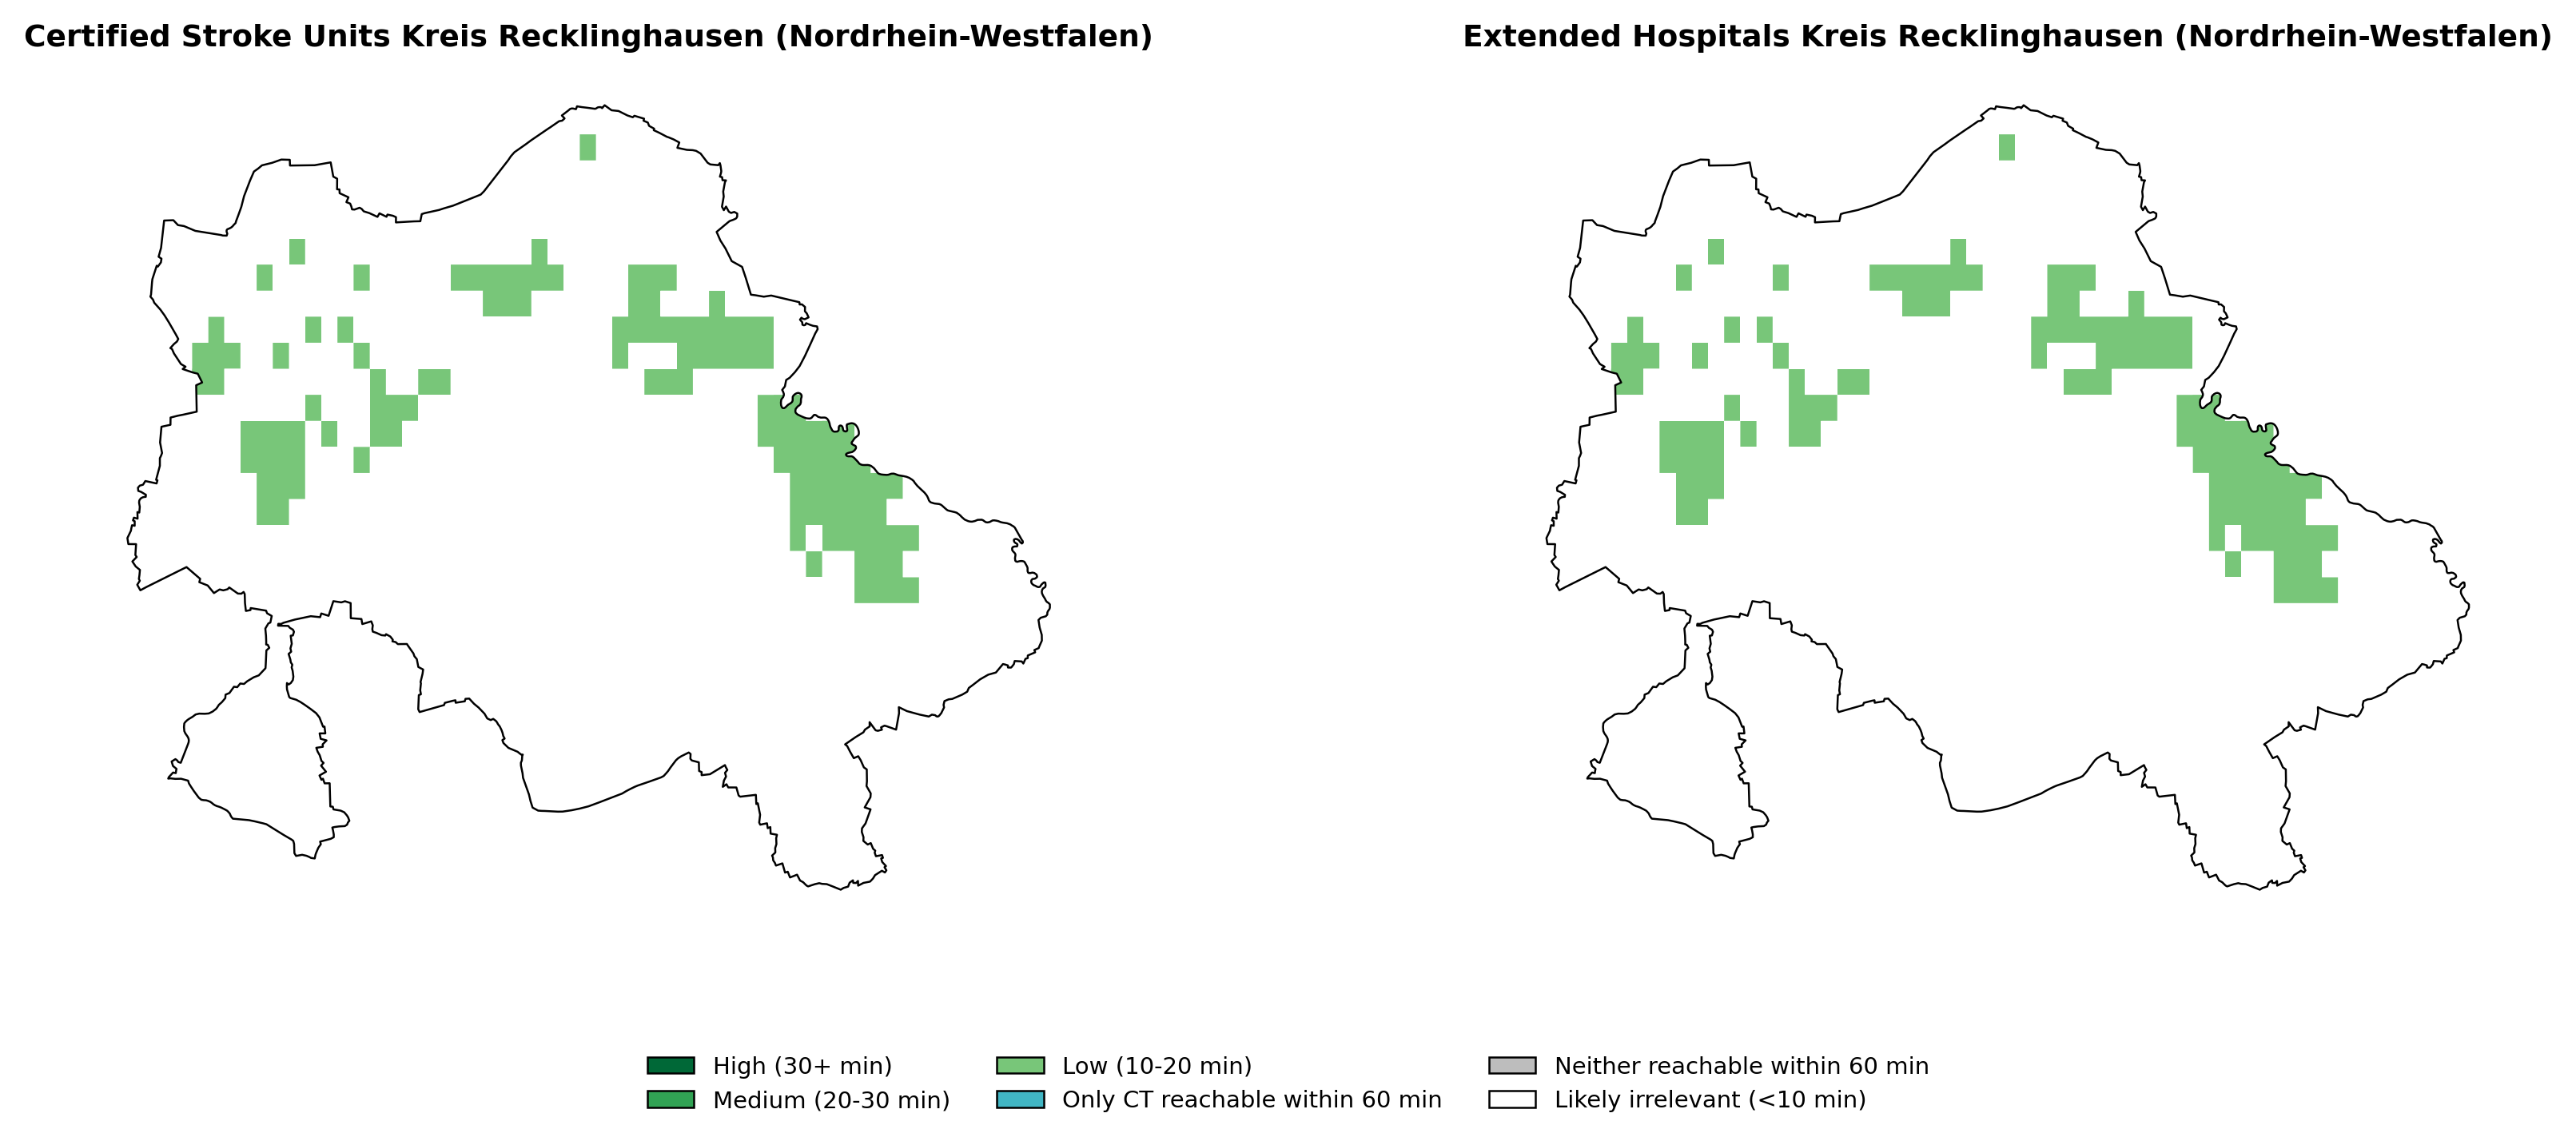 Certified Stroke Units Kreis Recklinghausen (Nordrhein-Westfalen)
Extended Hospitals Kreis Recklinghausen (Nordrhein-Westfalen)
High (30+ min)
Medium (20-30 min)
Low (10-20 min)
Only CT reachable within 60 min
Neither reachable within 60 min
Likely irrelevant (<10 min)